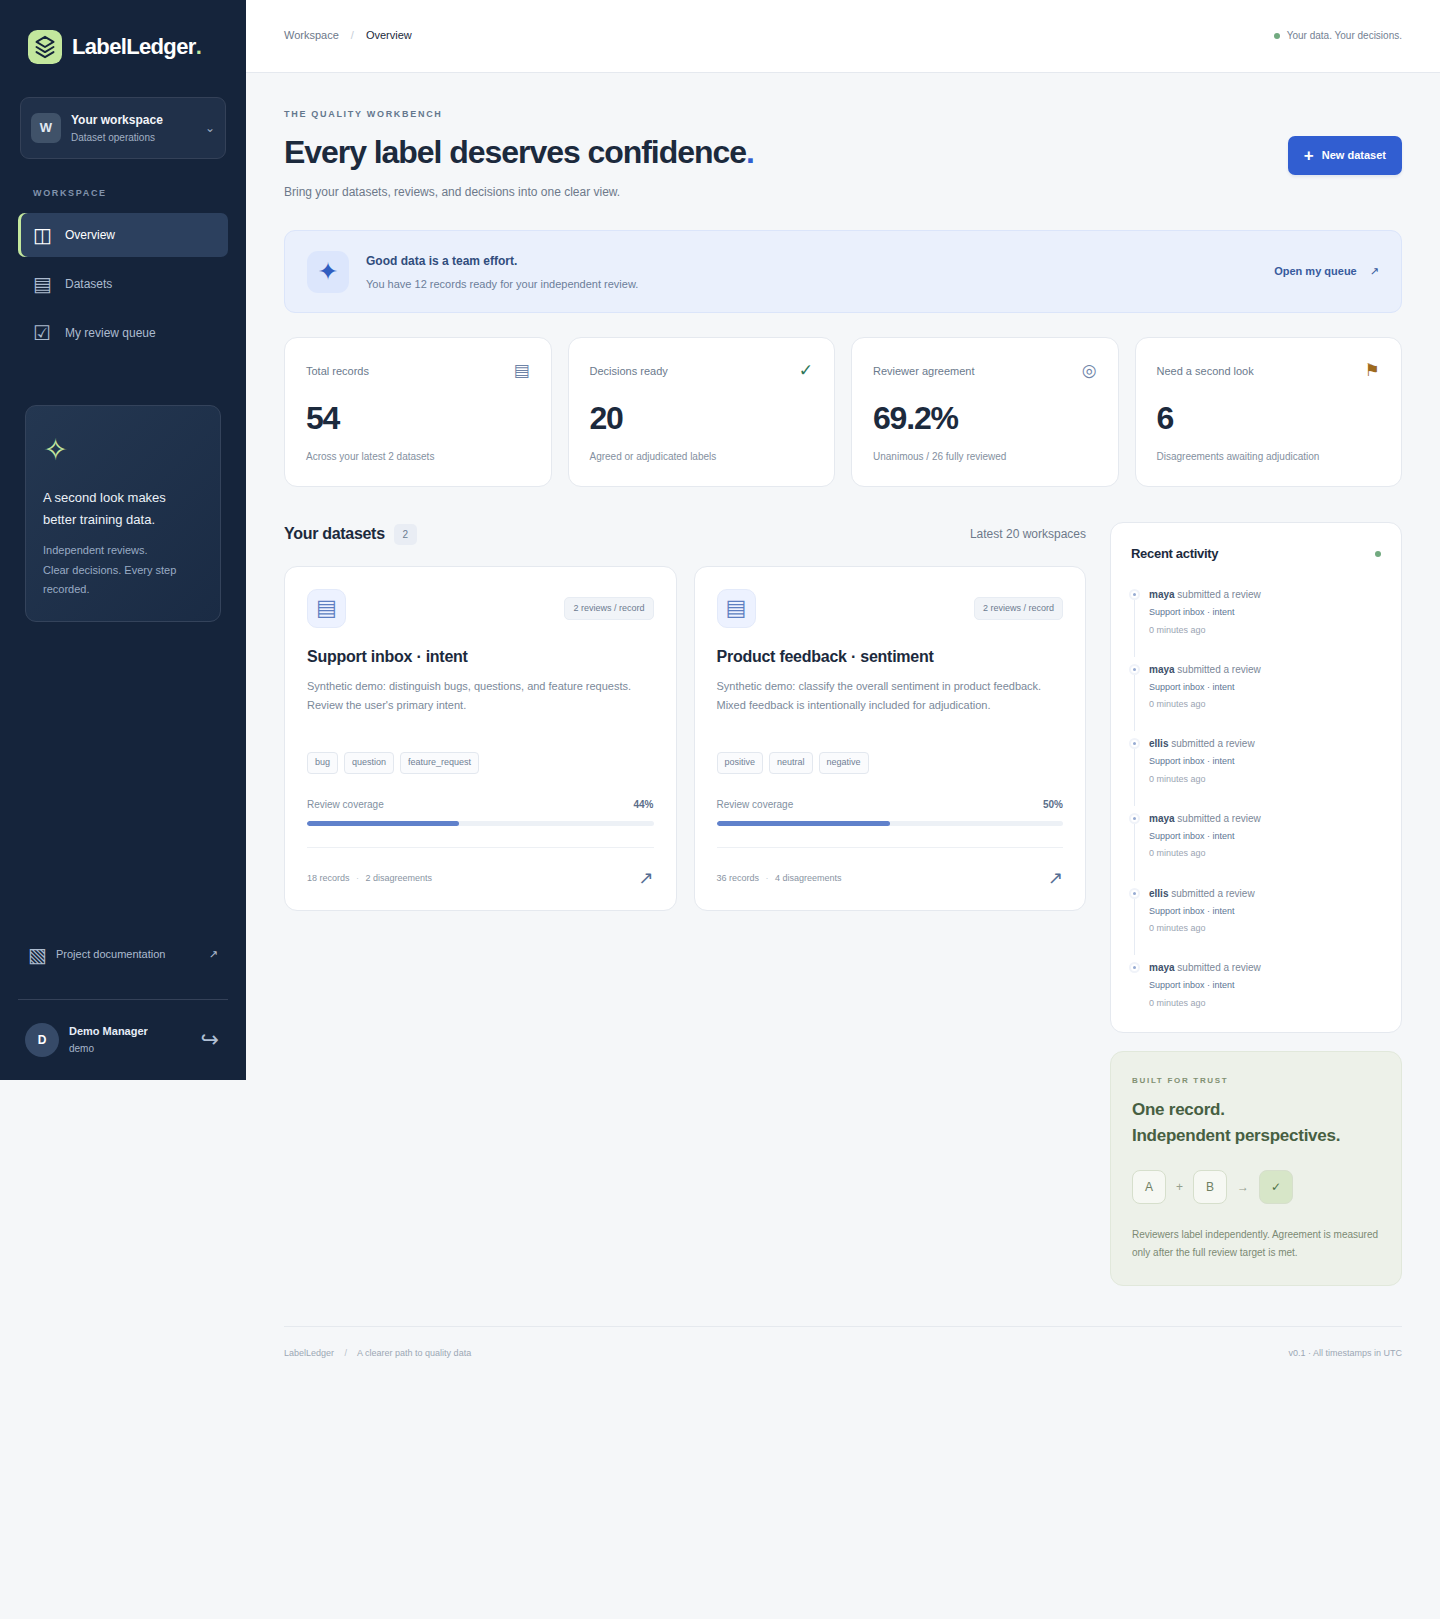 LabelLedger.
W
Your workspace
Dataset operations
WORKSPACE
Overview
Datasets
My review queue
A second look makes
better training data.
Independent reviews.
Clear decisions. Every step
recorded.
Project documentation ↗
D
Demo Manager
demo
Workspace / Overview
Your data. Your decisions.
THE QUALITY WORKBENCH
Every label deserves confidence.
Bring your datasets, reviews, and decisions into one clear view.
+ New dataset
Good data is a team effort.
You have 12 records ready for your independent review.
Open my queue ↗
Total records
54
Across your latest 2 datasets
Decisions ready
20
Agreed or adjudicated labels
Reviewer agreement
69.2%
Unanimous / 26 fully reviewed
Need a second look
6
Disagreements awaiting adjudication
Your datasets 2
Latest 20 workspaces
2 reviews / record
Support inbox · intent
Synthetic demo: distinguish bugs, questions, and feature requests.
Review the user's primary intent.
bug question feature_request
Review coverage 44%
18 records · 2 disagreements ↗
2 reviews / record
Product feedback · sentiment
Synthetic demo: classify the overall sentiment in product feedback.
Mixed feedback is intentionally included for adjudication.
positive neutral negative
Review coverage 50%
36 records · 4 disagreements ↗
Recent activity
maya submitted a review
Support inbox · intent
0 minutes ago
maya submitted a review
Support inbox · intent
0 minutes ago
ellis submitted a review
Support inbox · intent
0 minutes ago
maya submitted a review
Support inbox · intent
0 minutes ago
ellis submitted a review
Support inbox · intent
0 minutes ago
maya submitted a review
Support inbox · intent
0 minutes ago
BUILT FOR TRUST
One record.
Independent perspectives.
A + B → ✓
Reviewers label independently. Agreement is measured
only after the full review target is met.
LabelLedger / A clearer path to quality data
v0.1 · All timestamps in UTC